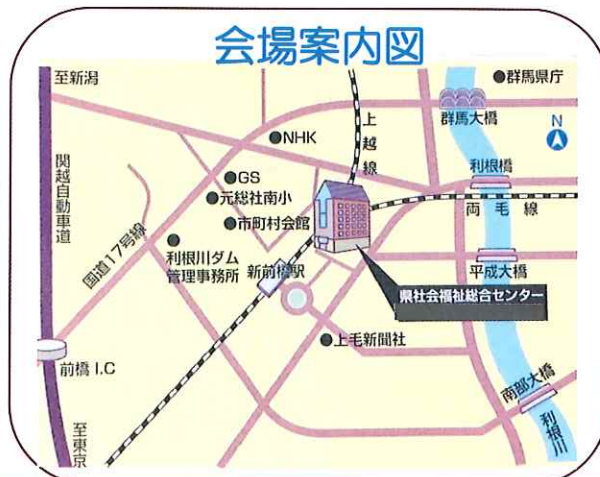 会場案内図
至新潟
●群馬県庁
上越線
群馬大橋
N
●NHK
関越自動車道
利根橋
●GS
●元総社南小
両毛線
●市町村会館
国道17号線
利根川ダム
管理事務所
新前橋駅
平成大橋
県社会福祉総合センター
●上毛新聞社
前橋I.C
南部大橋
至東京
利根川